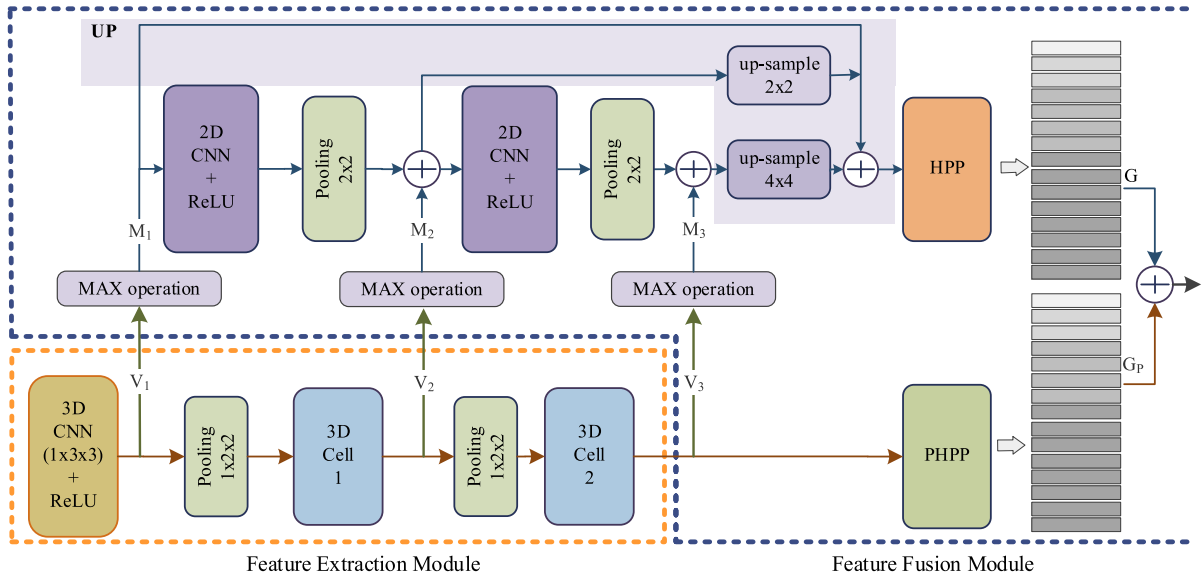 UP
up-sample
2x2
2D
CNN
+
ReLU
Pooling
2x2
2D
CNN
+
ReLU
Pooling
2x2
up-sample
4x4
HPP
G
M1
M2
M3
MAX operation
MAX operation
MAX operation
V1
V2
V3
GP
3D
CNN
(1x3x3)
+
ReLU
Pooling
1x2x2
3D
Cell
1
Pooling
1x2x2
3D
Cell
2
PHPP
Feature Extraction Module
Feature Fusion Module